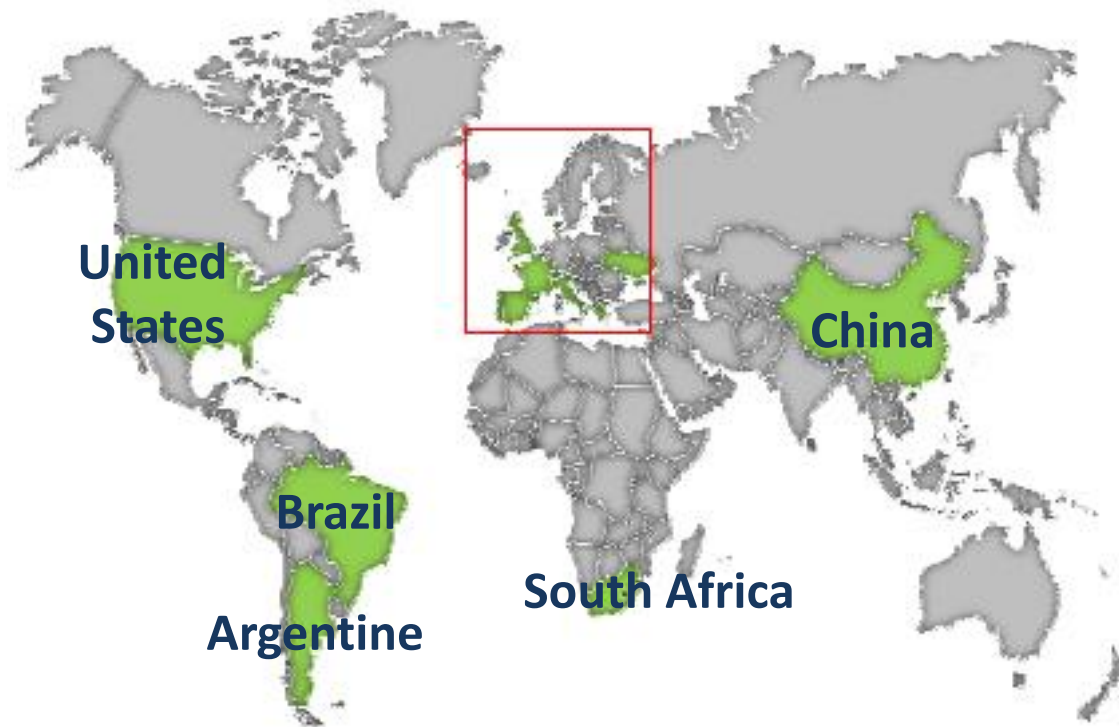 United
States
China
Brazil
South Africa
Argentine